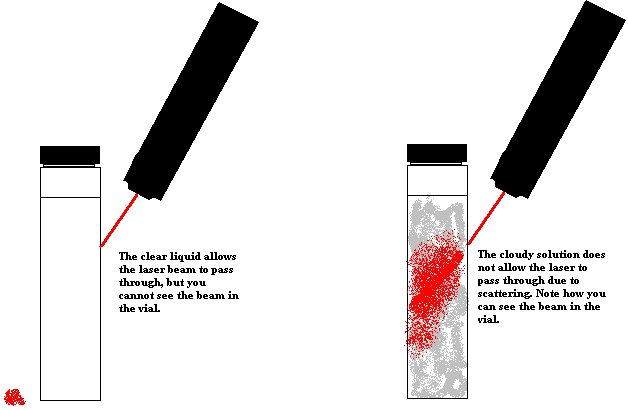 The clear liquid allows
the laser beam to pass
through, but you
cannot see the beam in
the vial.
The cloudy solution does
not allow the laser to
pass through due to
scattering. Note how you
can see the beam in the
vial.